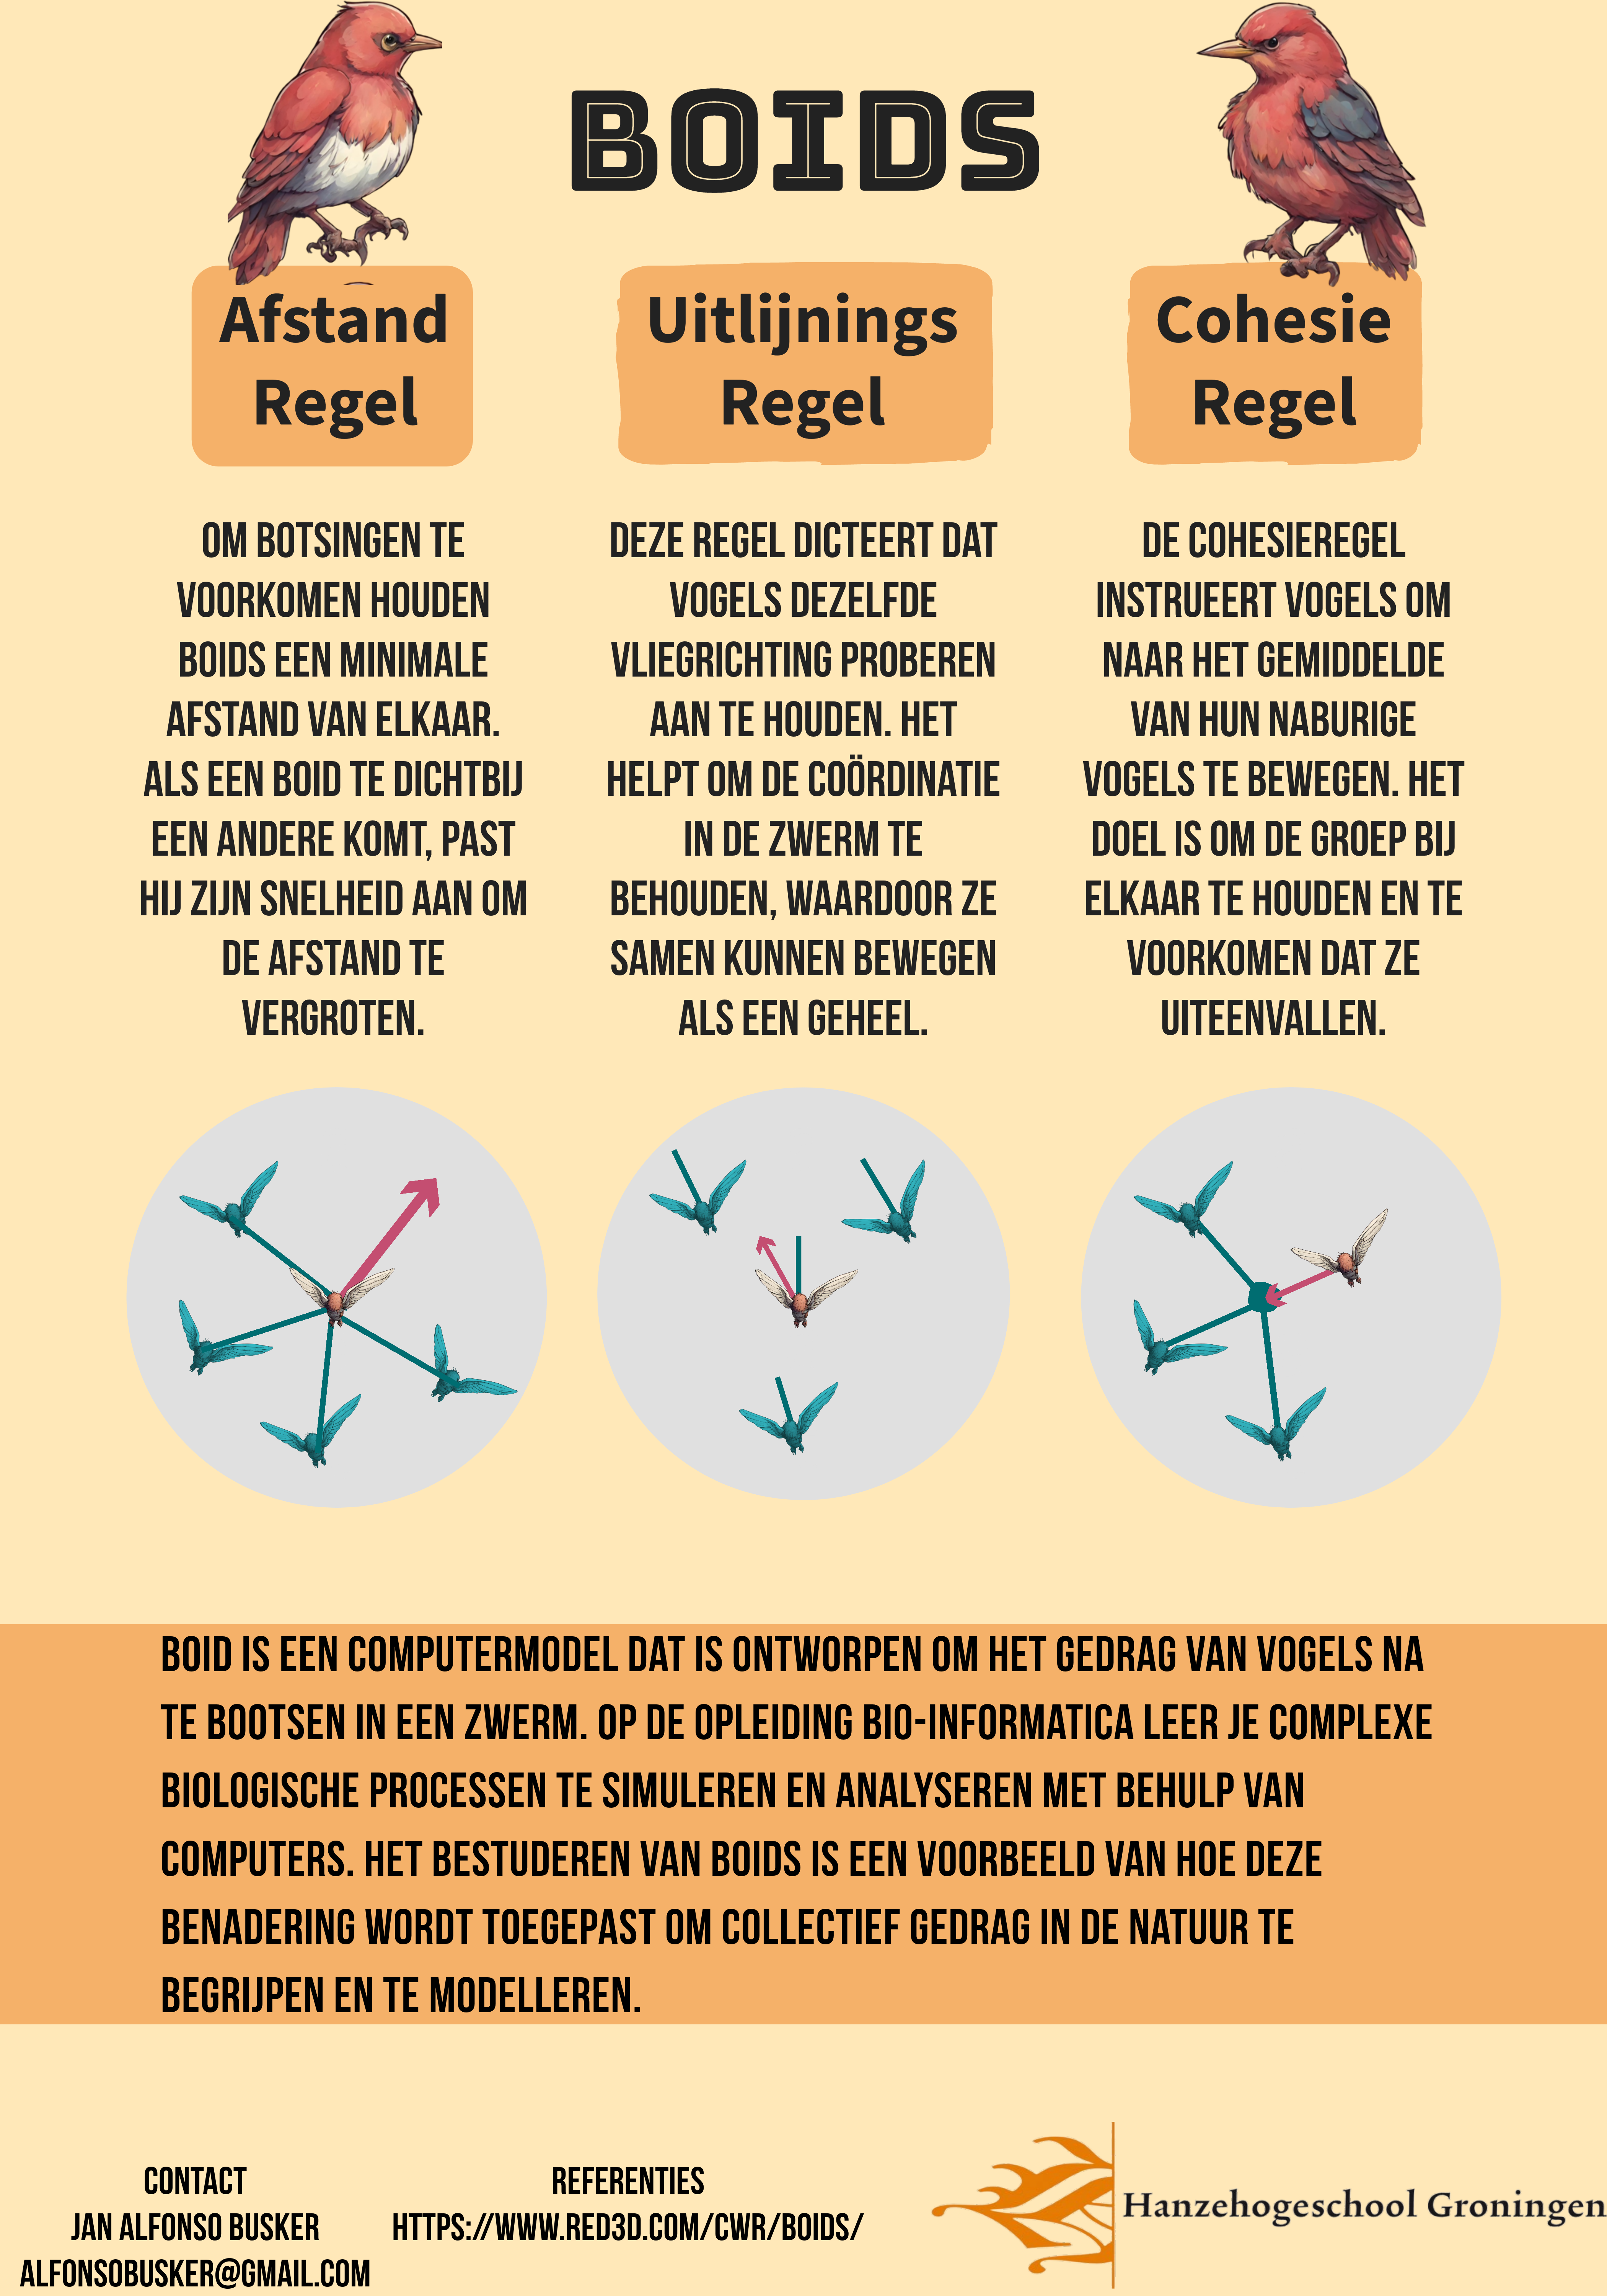 BOIDS
Afstand
Regel
OM BOTSINGEN TE
VOORKOMEN HOUDEN
BOIDS EEN MINIMALE
AFSTAND VAN ELKAAR.
ALS EEN BOID TE DICHTBIJ
EEN ANDERE KOMT, PAST
HIJ ZIJN SNELHEID AAN OM
DE AFSTAND TE
VERGROTEN.
Uitlijnings
Regel
DEZE REGEL DICTEERT DAT
VOGELS DEZELFDE
VLIEGRICHTING PROBEREN
AAN TE HOUDEN. HET
HELPT OM DE COÖRDINATIE
IN DE ZWERM TE
BEHOUDEN, WAARDOOR ZE
SAMEN KUNNEN BEWEGEN
ALS EEN GEHEEL.
Cohesie
Regel
DE COHESIEREGEL
INSTRUEERT VOGELS OM
NAAR HET GEMIDDELDE
VAN HUN NABURIGE
VOGELS TE BEWEGEN. HET
DOEL IS OM DE GROEP BIJ
ELKAAR TE HOUDEN EN TE
VOORKOMEN DAT ZE
UITEENVALLEN.
BOID IS EEN COMPUTERMODEL DAT IS ONTWORPEN OM HET GEDRAG VAN VOGELS NA
TE BOOTSEN IN EEN ZWERM. OP DE OPLEIDING BIO-INFORMATICA LEER JE COMPLEXE
BIOLOGISCHE PROCESSEN TE SIMULEREN EN ANALYSEREN MET BEHULP VAN
COMPUTERS. HET BESTUDEREN VAN BOIDS IS EEN VOORBEELD VAN HOE DEZE
BENADERING WORDT TOEGEPAST OM COLLECTIEF GEDRAG IN DE NATUUR TE
BEGRIJPEN EN TE MODELLEREN.
CONTACT
JAN ALFONSO BUSKER
ALFONSOBUSKER@GMAIL.COM
REFERENTIES
HTTPS://WWW.RED3D.COM/CWR/BOIDS/
Hanzehogeschool Groningen